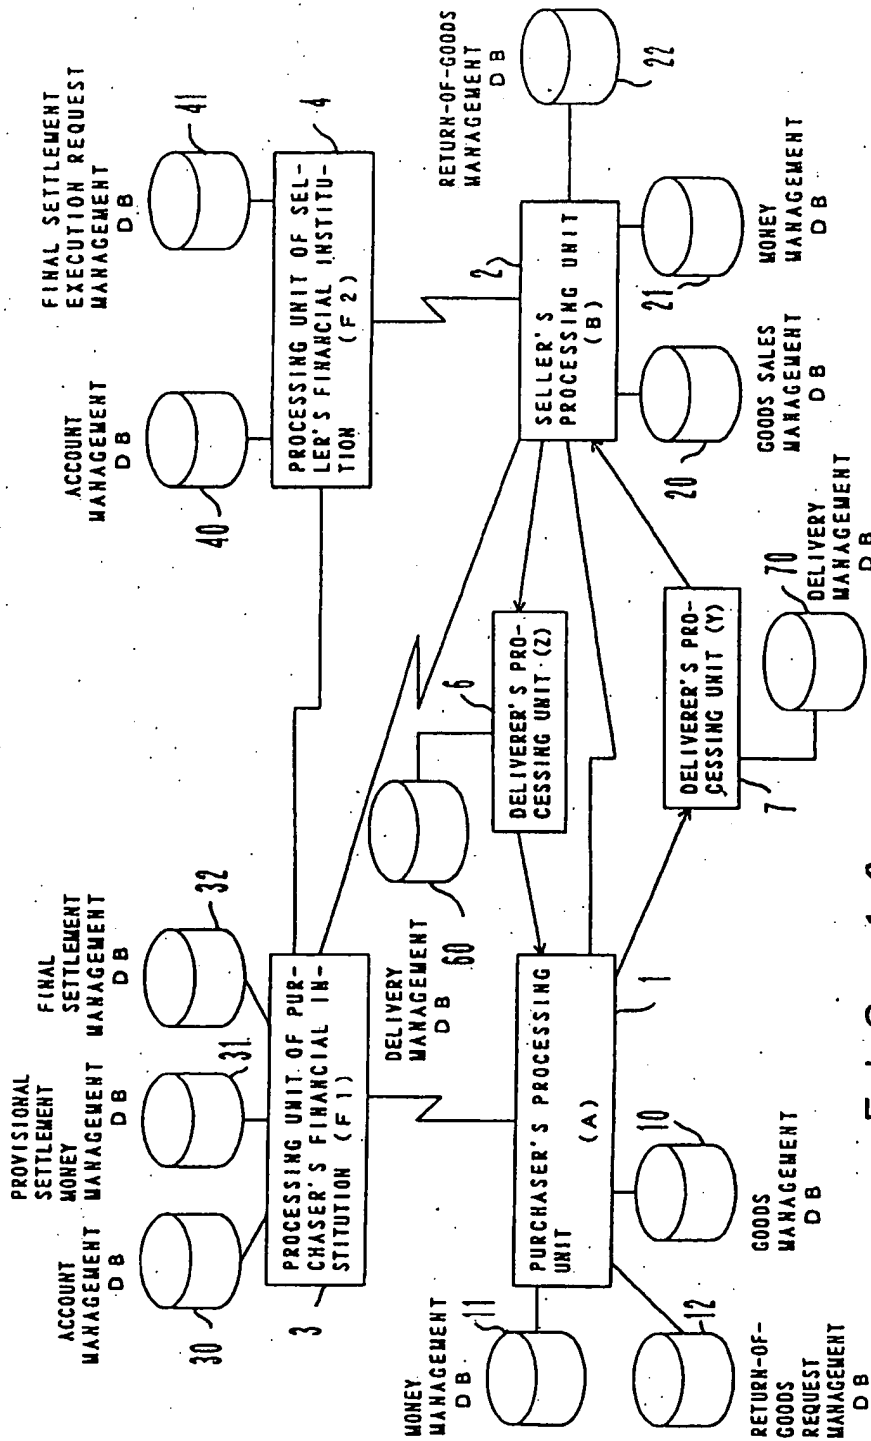 PROVISIONAL
SETTLEMENT
MONEY
MANAGEMENT
DB
31
ACCOUNT
MANAGEMENT
DB
30
FINAL
SETTLEMENT
MANAGEMENT
DB
32
3
PROCESSING UNIT OF PUR-
CHASER'S FINANCIAL IN-
STITUTION (F1)
ACCOUNT
MANAGEMENT
DB
40
FINAL SETTLEMENT
EXECUTION REQUEST
MANAGEMENT
DB
41
4
PROCESSING UNIT OF SEL-
LER'S FINANCIAL INSTITU-
TION (F2)
DELIVERY
MANAGEMENT
DB
60
6
DELIVERER'S PRO-
CESSING UNIT (Z)
RETURN-OF-GOODS
MANAGEMENT
DB
22
2
SELLER'S
PROCESSING UNIT
(B)
MONEY
MANAGEMENT
DB
11
PURCHASER'S PROCESSING
UNIT
(A)
1
RETURN-OF-
GOODS
REQUEST
MANAGEMENT
DB
12
GOODS
MANAGEMENT
DB
10
DELIVERER'S PRO-
CESSING UNIT (Y)
7
70
DELIVERY
MANAGEMENT
DB
20
GOODS SALES
MANAGEMENT
DB
21
MONEY
MANAGEMENT
DB